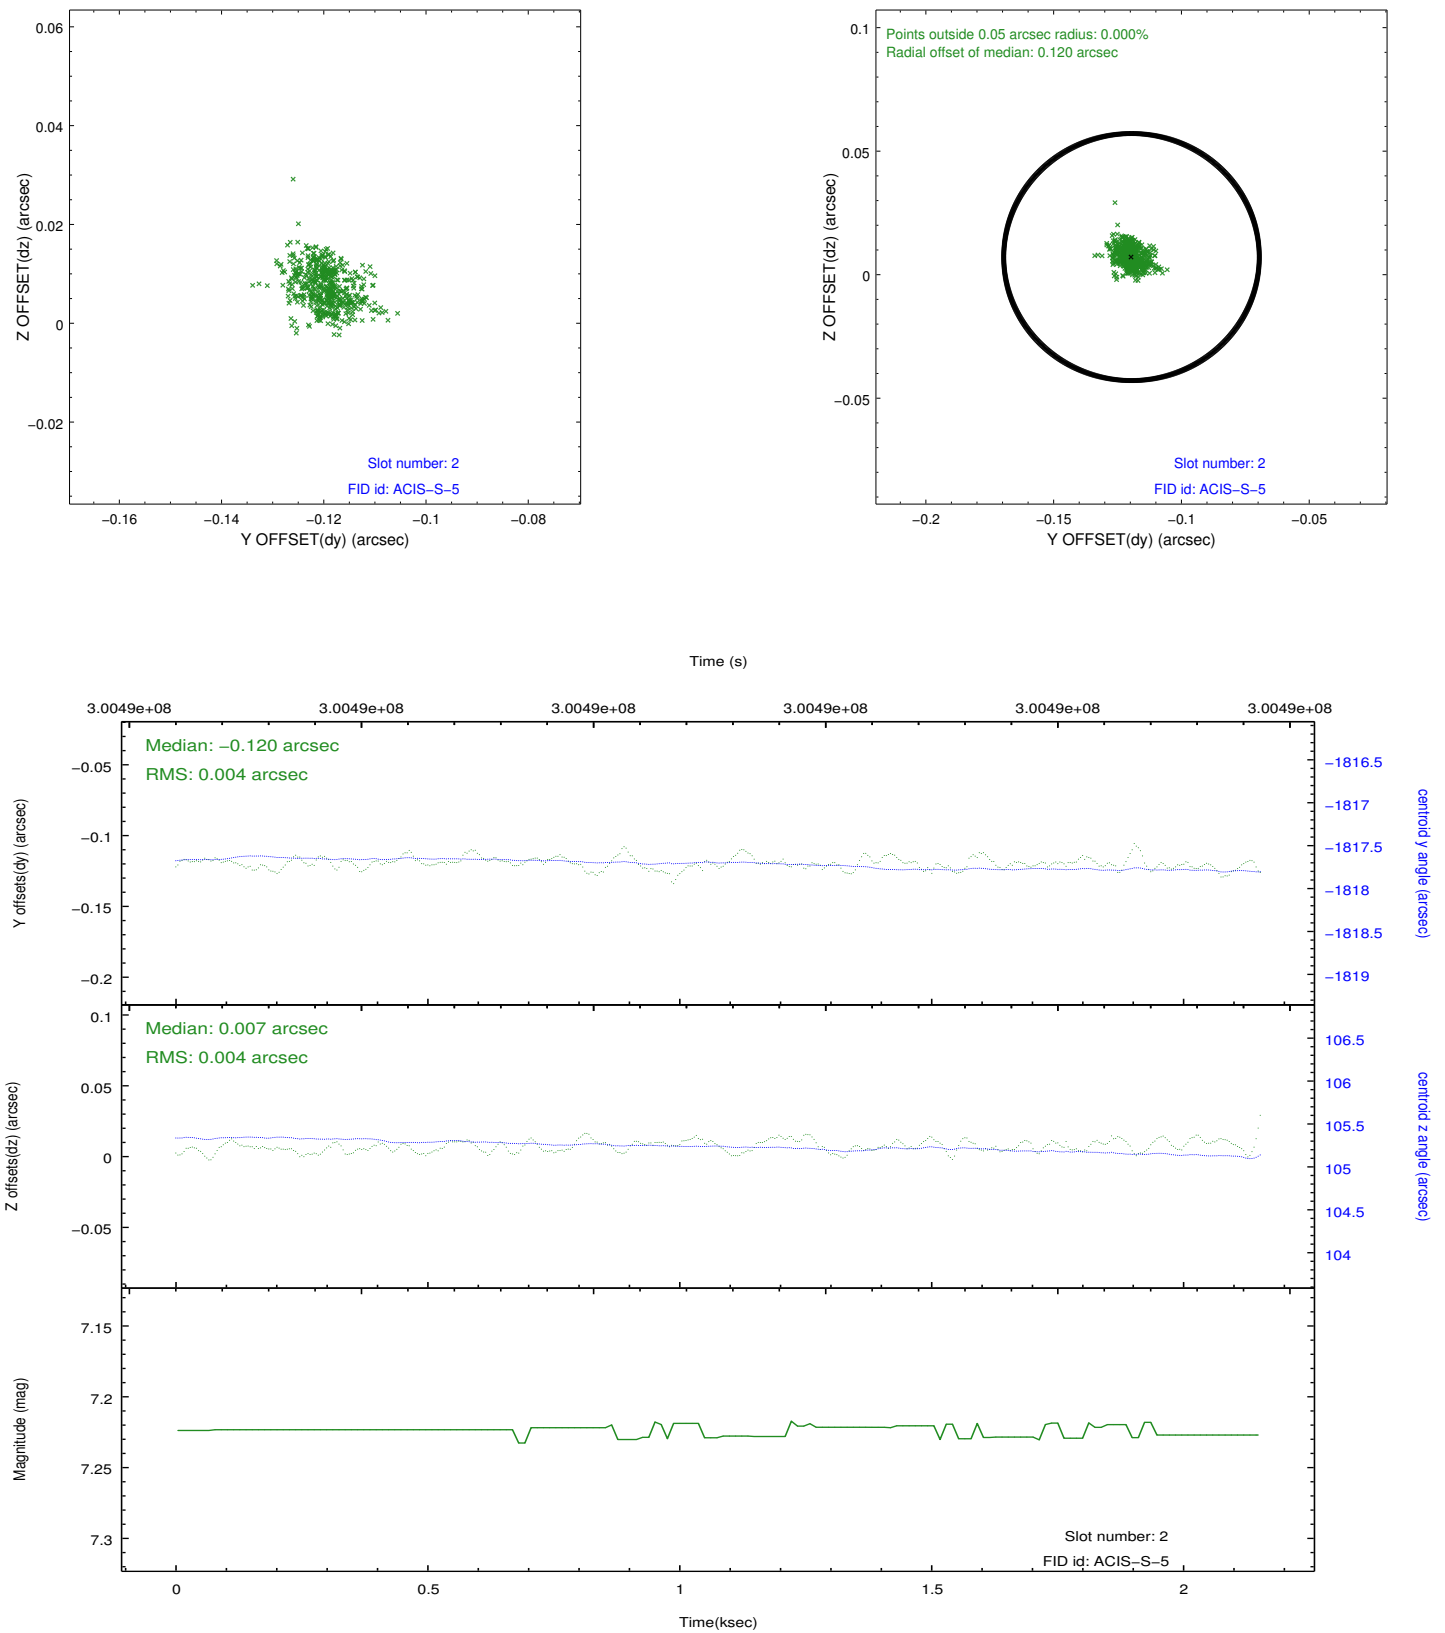 0.06
0.04
0.02
0
−0.02
Z OFFSET(dz) (arcsec)
Slot number: 2
FID id: ACIS−S−5
−0.16
−0.14
−0.12
−0.1
−0.08
Y OFFSET(dy) (arcsec)
Points outside 0.05 arcsec radius: 0.000%
Radial offset of median: 0.120 arcsec
0.1
0.05
0
−0.05
Z OFFSET(dz) (arcsec)
Slot number: 2
FID id: ACIS−S−5
−0.2
−0.15
−0.1
−0.05
Y OFFSET(dy) (arcsec)
Time (s)
3.0049e+08
3.0049e+08
3.0049e+08
3.0049e+08
3.0049e+08
3.0049e+08
Median: −0.120 arcsec
RMS: 0.004 arcsec
−0.05
−0.1
−0.15
−0.2
Y offsets(dy) (arcsec)
−1816.5
−1817
−1817.5
−1818
−1818.5
−1819
centroid y angle (arcsec)
Median: 0.007 arcsec
RMS: 0.004 arcsec
0.1
0.05
0
−0.05
Z offsets(dz) (arcsec)
106.5
106
105.5
105
104.5
104
centroid z angle (arcsec)
7.15
7.2
7.25
7.3
Magnitude (mag)
Slot number: 2
FID id: ACIS−S−5
0
0.5
1
1.5
2
Time(ksec)